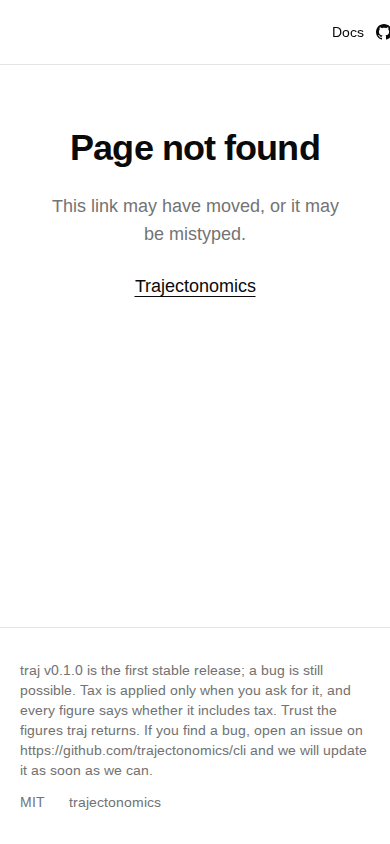 Docs
Page not found
This link may have moved, or it may
be mistyped.
Trajectonomics
traj v0.1.0 is the first stable release; a bug is still
possible. Tax is applied only when you ask for it, and
every figure says whether it includes tax. Trust the
figures traj returns. If you find a bug, open an issue on
https://github.com/trajectonomics/cli and we will update
it as soon as we can.
MIT trajectonomics